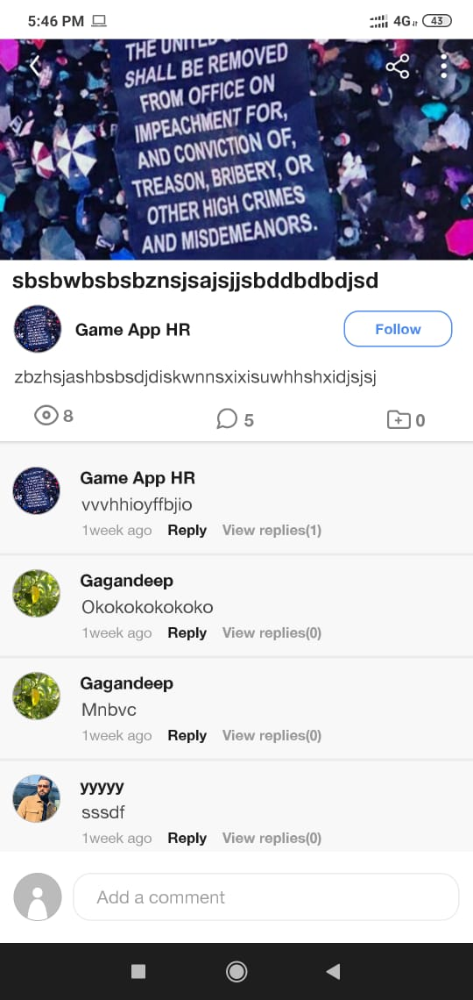 5:46 PM
4G 43
THE UNITED
SHALL BE REMOVED
FROM OFFICE ON
IMPEACHMENT FOR,
AND CONVICTION OF,
TREASON, BRIBERY, OR
OTHER HIGH CRIMES
AND MISDEMEANORS.
sbsbwbsbsbznsjsajsjjsbddbdbdjsd
Game App HR
Follow
zbzhsjashbsbsdjdiskwnnsxixisuwhhshxidjsjsj
8
5
0
Game App HR
vvvhhioyffbjio
1week ago Reply View replies(1)
Gagandeep
Okokokokokoko
1week ago Reply View replies(0)
Gagandeep
Mnbvc
1week ago Reply View replies(0)
yyyyy
sssdf
1week ago Reply View replies(0)
Add a comment